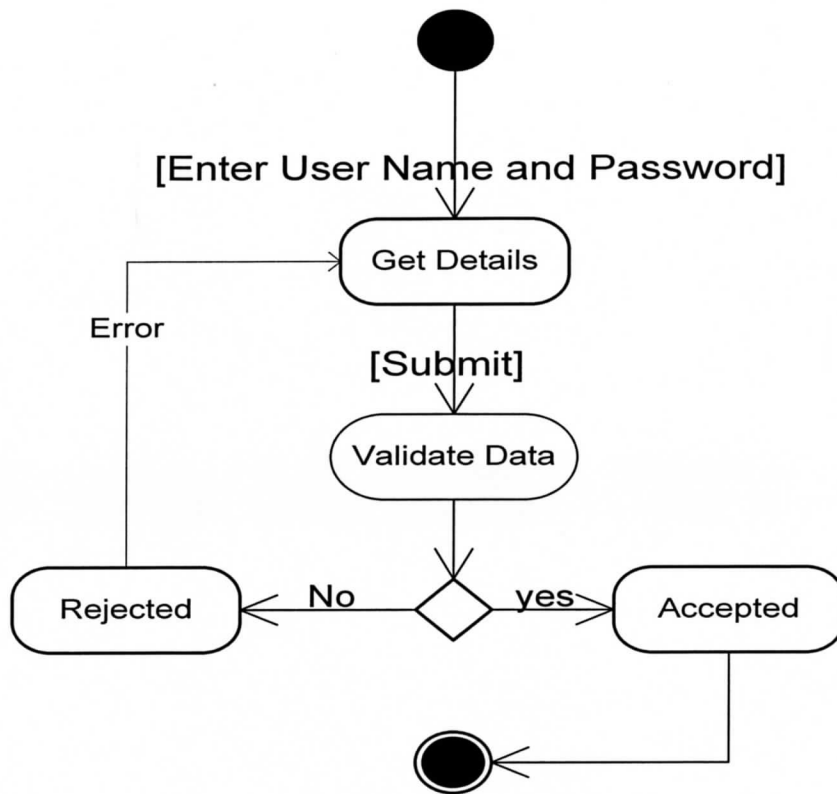 [Enter User Name and Password]
Get Details
Error
[Submit]
Validate Data
Rejected
No
yes
Accepted